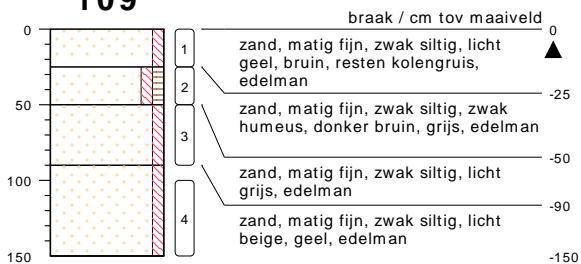 109
braak / cm tov maaiveld
0
0
1
zand, matig fijn, zwak siltig, licht
geel, bruin, resten kolengruis,
edelman
2
-25
50
zand, matig fijn, zwak siltig, zwak
humeus, donker bruin, grijs, edelman
3
-50
zand, matig fijn, zwak siltig, licht
grijs, edelman
100
-90
4
zand, matig fijn, zwak siltig, licht
beige, geel, edelman
150
-150